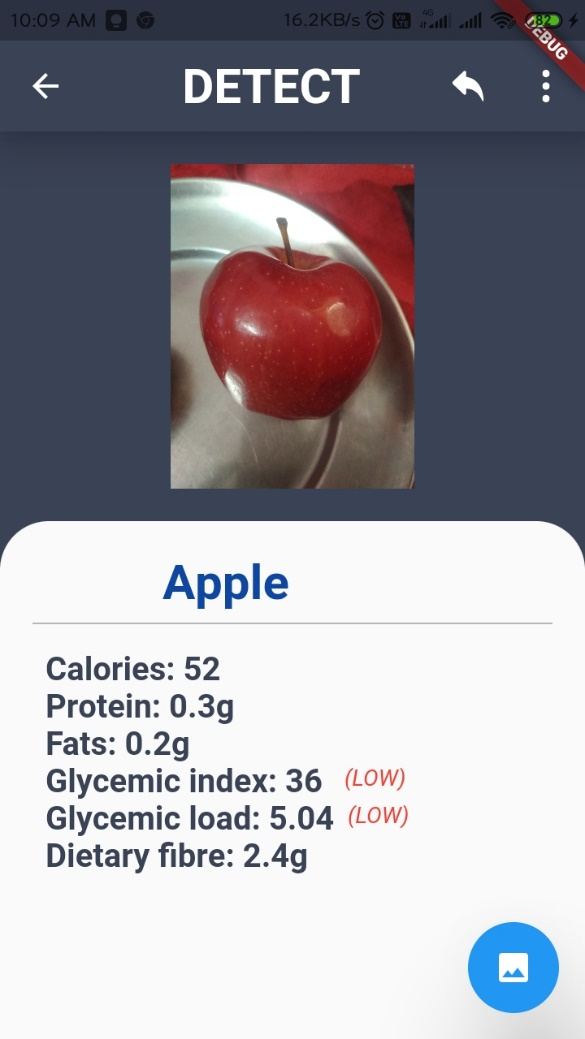 10:09 AM 16.2KB/s 4G 82
DEBUG
DETECT
Apple
Calories: 52
Protein: 0.3g
Fats: 0.2g
Glycemic index: 36 (LOW)
Glycemic load: 5.04 (LOW)
Dietary fibre: 2.4g